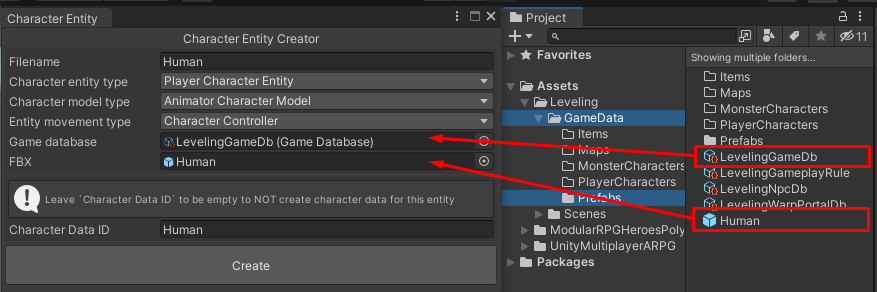 Character Entity
Character Entity Creator
Filename
Human
Character entity type
Player Character Entity
Character model type
Animator Character Model
Entity movement type
Character Controller
Game database
LevelingGameDb (Game Database)
FBX
Human
Leave `Character Data ID` to be empty to NOT create character data for this entity
Character Data ID
Human
Create
Project
11
Favorites
Assets
Leveling
GameData
Items
Maps
MonsterCharacters
PlayerCharacters
Prefabs
Scenes
ModularRPGHeroesPoly
UnityMultiplayerARPG
Packages
Showing multiple folders...
Items
Maps
MonsterCharacters
PlayerCharacters
Prefabs
LevelingGameDb
LevelingGameplayRule
LevelingNpcDb
LevelingWarpPortalDb
Human